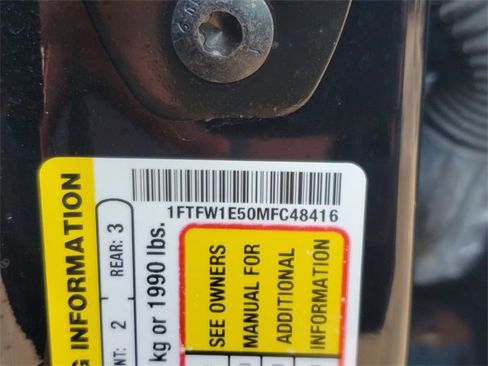 1FTFW1E50MFC48416
G INFORMATION
NT: 2 REAR: 3
kg or 1990 lbs.
SEE OWNERS
MANUAL FOR
ADDITIONAL
INFORMATION